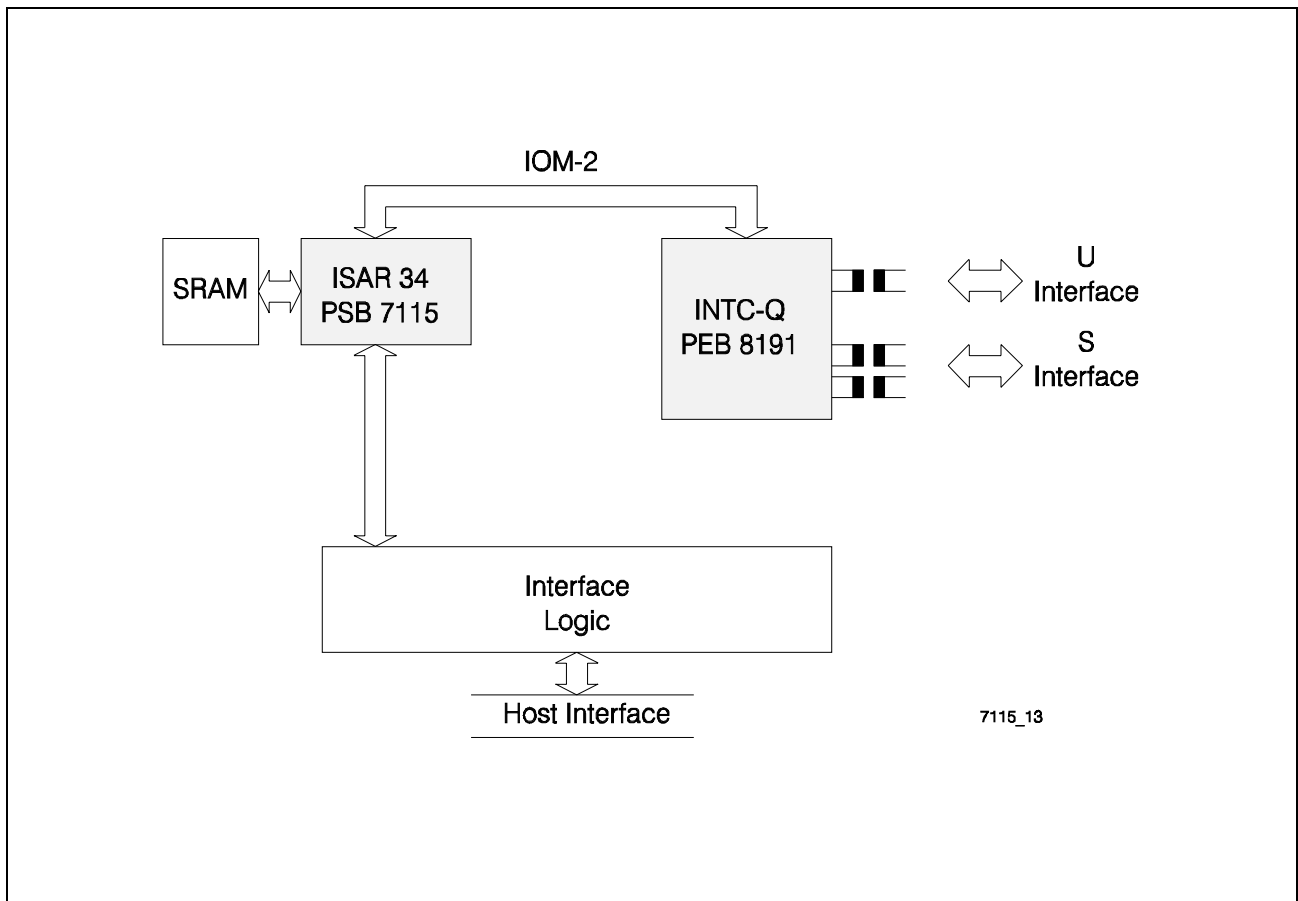 IOM-2
SRAM
ISAR 34
PSB 7115
INTC-Q
PEB 8191
U
Interface
S
Interface
Interface
Logic
Host Interface
7115_13